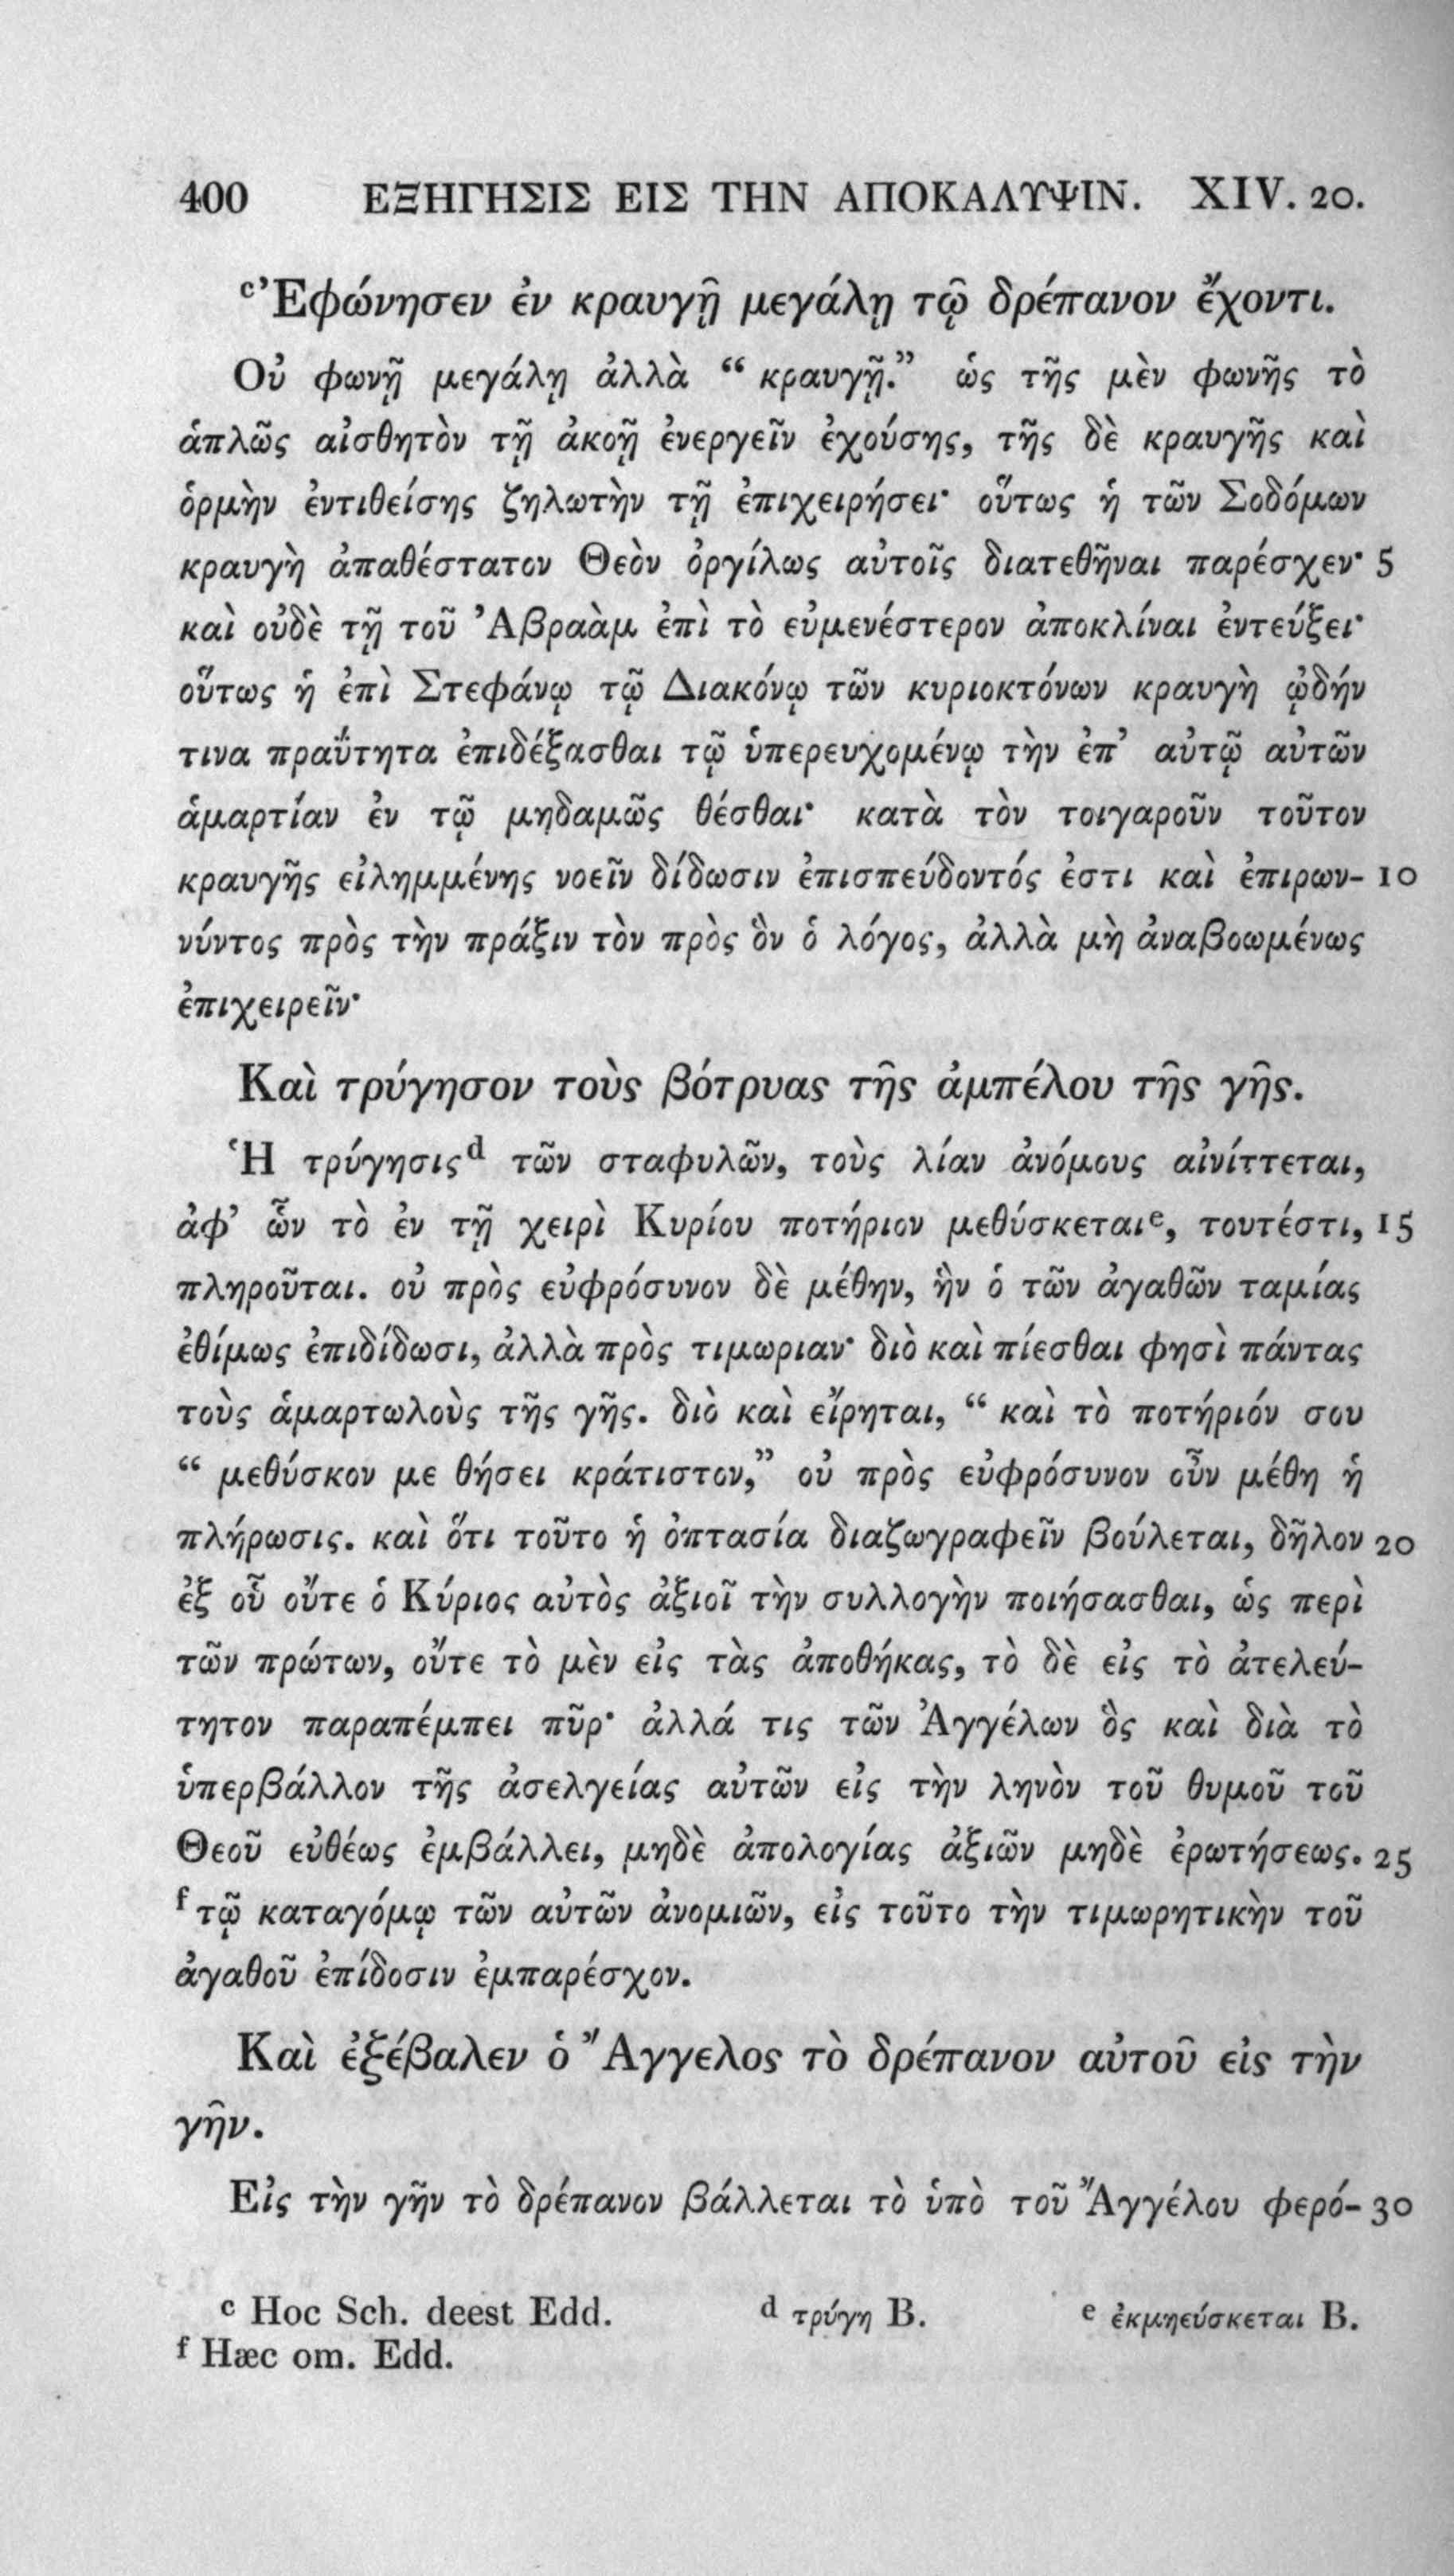 400 ΕΞΗΓΗΣΙΣ ΕΙΣ ΤΗΝ ΑΠΟΚΑΛΥΨΙΝ. XIV. 20.
c Ἐφώνησεν ἐν κραυγῇ μεγάλῃ τῷ δρέπανον ἔχοντι.
Οὐ φωνῇ μεγάλῃ ἀλλὰ “ κραυγῇ.” ὡς τῆς μὲν φωνῆς τὸ
ἁπλῶς αἰσθητὸν τῇ ἀκοῇ ἐνεργεῖν ἐχούσης, τῆς δὲ κραυγῆς καὶ
ὁρμὴν ἐντιθείσης ζηλωτὴν τῇ ἐπιχειρήσει· οὕτως ἡ τῶν Σοδόμων
κραυγὴ ἀπαθέστατον Θεὸν ὀργίλως αὐτοῖς διατεθῆναι παρέσχεν· 5
καὶ οὐδὲ τῇ τοῦ Ἀβραὰμ ἐπὶ τὸ εὐμενέστερον ἀποκλίναι ἐντεύξει·
οὕτως ἡ ἐπὶ Στεφάνῳ τῷ Διακόνῳ τῶν κυριοκτόνων κραυγὴ ᾠδήν
τινα πραΰτητα ἐπιδέξασθαι τῷ ὑπερευχομένῳ τὴν ἐπ’ αὐτῷ αὐτῶν
ἁμαρτίαν ἐν τῷ μηδαμῶς θέσθαι· κατὰ τὸν τοιγαροῦν τοῦτον
κραυγῆς εἰλημμένης νοεῖν δίδωσιν ἐπισπεύδοντός ἐστι καὶ ἐπιρων- 10
νύντος πρὸς τὴν πράξιν τὸν πρὸς ὃν ὁ λόγος, ἀλλὰ μὴ ἀναβοωμένως
ἐπιχειρεῖν·
Καὶ τρύγησον τοὺς βότρυας τῆς ἀμπέλου τῆς γῆς.
Ἡ τρύγησις d τῶν σταφυλῶν, τοὺς λίαν ἀνόμους αἰνίττεται,
ἀφ’ ὧν τὸ ἐν τῇ χειρὶ Κυρίου ποτήριον μεθύσκεται e, τουτέστι, 15
πληροῦται. οὐ πρὸς εὐφρόσυνον δὲ μέθην, ἣν ὁ τῶν ἀγαθῶν ταμίας
ἐθίμως ἐπιδίδωσι, ἀλλὰ πρὸς τιμωριαν· διὸ καὶ πίεσθαι φησὶ πάντας
τοὺς ἁμαρτωλοὺς τῆς γῆς. διὸ καὶ εἴρηται, “ καὶ τὸ ποτήριόν σου
“ μεθύσκον με θήσει κράτιστον,” οὐ πρὸς εὐφρόσυνον οὖν μέθη ἡ
πλήρωσις. καὶ ὅτι τοῦτο ἡ ὀπτασία διαζωγραφεῖν βούλεται, δῆλον 20
ἐξ οὗ οὔτε ὁ Κύριος αὐτὸς ἀξιοῖ τὴν συλλογὴν ποιήσασθαι, ὡς περὶ
τῶν πρώτων, οὔτε τὸ μὲν εἰς τὰς ἀποθήκας, τὸ δὲ εἰς τὸ ἀτελεύ-
τητον παραπέμπει πῦρ· ἀλλά τις τῶν Ἀγγέλων ὃς καὶ διὰ τὸ
ὑπερβάλλον τῆς ἀσελγείας αὐτῶν εἰς τὴν ληνὸν τοῦ θυμοῦ τοῦ
Θεοῦ εὐθέως ἐμβάλλει, μηδὲ ἀπολογίας ἀξιῶν μηδὲ ἐρωτήσεως. 25
f τῷ καταγόμῳ τῶν αὐτῶν ἀνομιῶν, εἰς τοῦτο τὴν τιμωρητικὴν τοῦ
ἀγαθοῦ ἐπίδοσιν ἐμπαρέσχον.
Καὶ ἐξέβαλεν ὁ Ἄγγελος τὸ δρέπανον αὐτοῦ εἰς τὴν
γῆν.
Εἰς τὴν γῆν τὸ δρέπανον βάλλεται τὸ ὑπὸ τοῦ Ἄγγέλου φερό- 30
c Hoc Sch. deest Edd. d τρύγη B. e ἐκμηεύσκεται B.
f Hæc om. Edd.